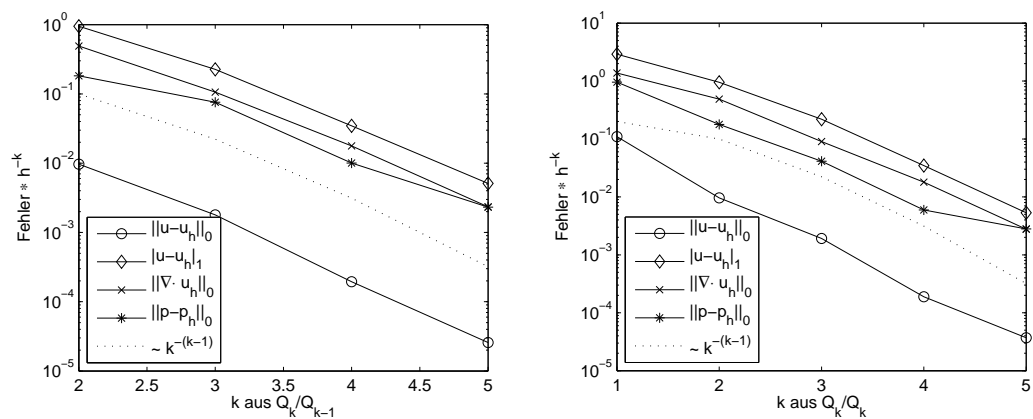 10^0
10^-1
10^-2
10^-3
10^-4
10^-5
Fehler * h^-k
||u−u_h||_0
|u−u_h|_1
||∇· u_h||_0
||p−p_h||_0
~ k^-(k−1)
2 2.5 3 3.5 4 4.5 5
k aus Q_k/Q_k−1
10^1
10^0
10^-1
10^-2
10^-3
10^-4
10^-5
Fehler * h^-k
||u−u_h||_0
|u−u_h|_1
||∇· u_h||_0
||p−p_h||_0
~ k^-(k−1)
1 2 3 4 5
k aus Q_k/Q_k